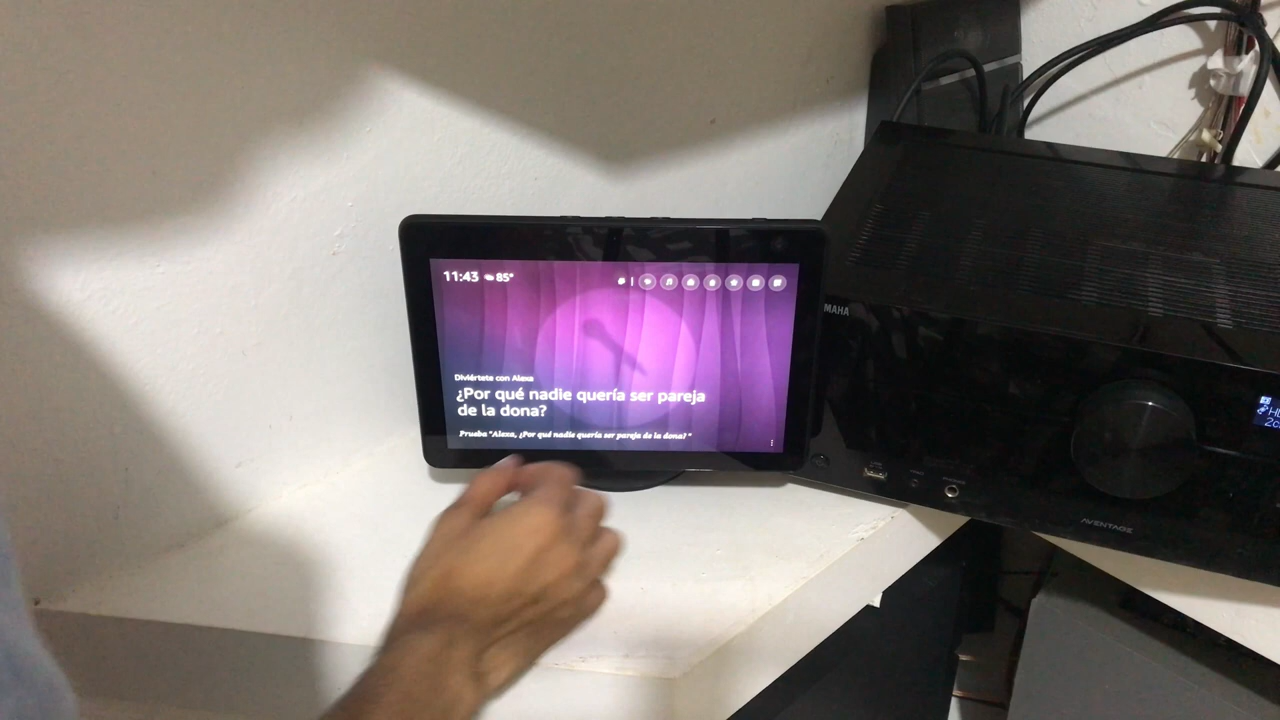 11:43 85°
Diviértete con Alexa
¿Por qué nadie quería ser pareja
de la dona?
Prueba "Alexa, ¿Por qué nadie quería ser pareja de la dona?"
MAHA
AVENTAGE